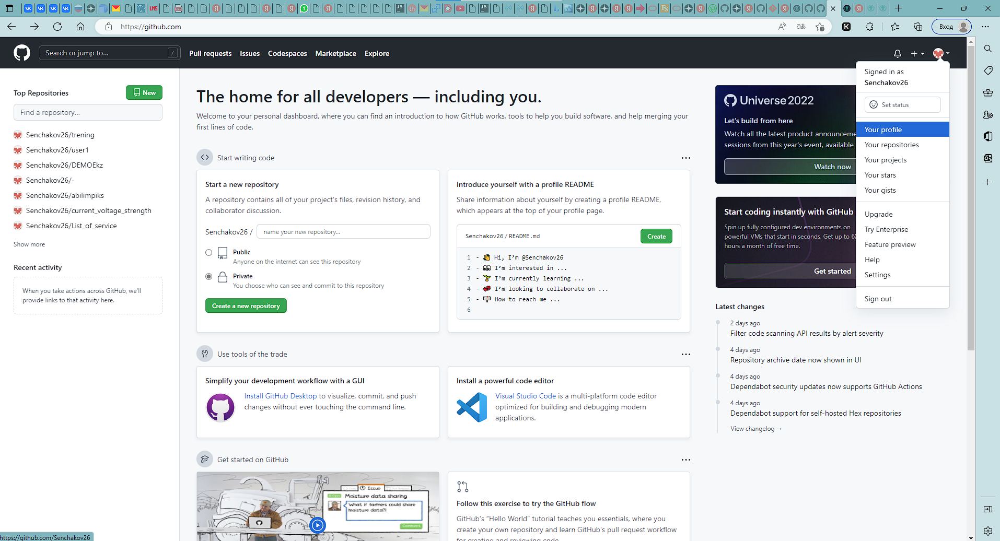 https://github.com
Вход
Search or jump to...
/
Pull requests
Issues
Codespaces
Marketplace
Explore
Signed in as
Senchakov26
Set status
Your profile
Your repositories
Your projects
Your stars
Your gists
Upgrade
Try Enterprise
Feature preview
Help
Settings
Sign out
Top Repositories
New
Find a repository...
Senchakov26/trening
Senchakov26/user1
Senchakov26/DEMOEkz
Senchakov26/-
Senchakov26/abilimpiks
Senchakov26/current_voltage_strength
Senchakov26/List_of_service
Show more
Recent activity
When you take actions across GitHub, we'll
provide links to that activity here.
The home for all developers — including you.
Welcome to your personal dashboard, where you can find an introduction to how GitHub works, tools to help you build software, and help merging your
first lines of code.
Start writing code
Start a new repository
A repository contains all of your project's files, revision history, and
collaborator discussion.
Senchakov26 /
name your new repository...
Public
Anyone on the internet can see this repository
Private
You choose who can see and commit to this repository
Create a new repository
Introduce yourself with a profile README
Share information about yourself by creating a profile README,
which appears at the top of your profile page.
Senchakov26 / README.md
Create
1 - 👋 Hi, I’m @Senchakov26
2 - 👀 I’m interested in ...
3 - 🌱 I’m currently learning ...
4 - 💞️ I’m looking to collaborate on ...
5 - 📫 How to reach me ...
6
Use tools of the trade
Simplify your development workflow with a GUI
Install GitHub Desktop to visualize, commit, and push
changes without ever touching the command line.
Install a powerful code editor
Visual Studio Code is a multi-platform code editor
optimized for building and debugging modern
applications.
Get started on GitHub
Issue
Moisture data sharing
What if farmers could share
moisture data?!
Comment
Follow this exercise to try the GitHub flow
GitHub's “Hello World” tutorial teaches you essentials, where you
create your own repository and learn GitHub's pull request workflow
for creating and reviewing code.
Universe 2022
Let's build from here
Watch all the latest product
sessions from this year's event, available
Watch now
Start coding instantly with GitHub
Spin up fully configured dev environments on
powerful VMs that start in seconds. Get up to
hours a month of free time.
Get started
Latest changes
2 days ago
Filter code scanning API results by alert severity
4 days ago
Repository archive date now shown in UI
4 days ago
Dependabot security updates now supports GitHub Actions
4 days ago
Dependabot support for self-hosted Hex repositories
View changelog →
https://github.com/Senchakov26